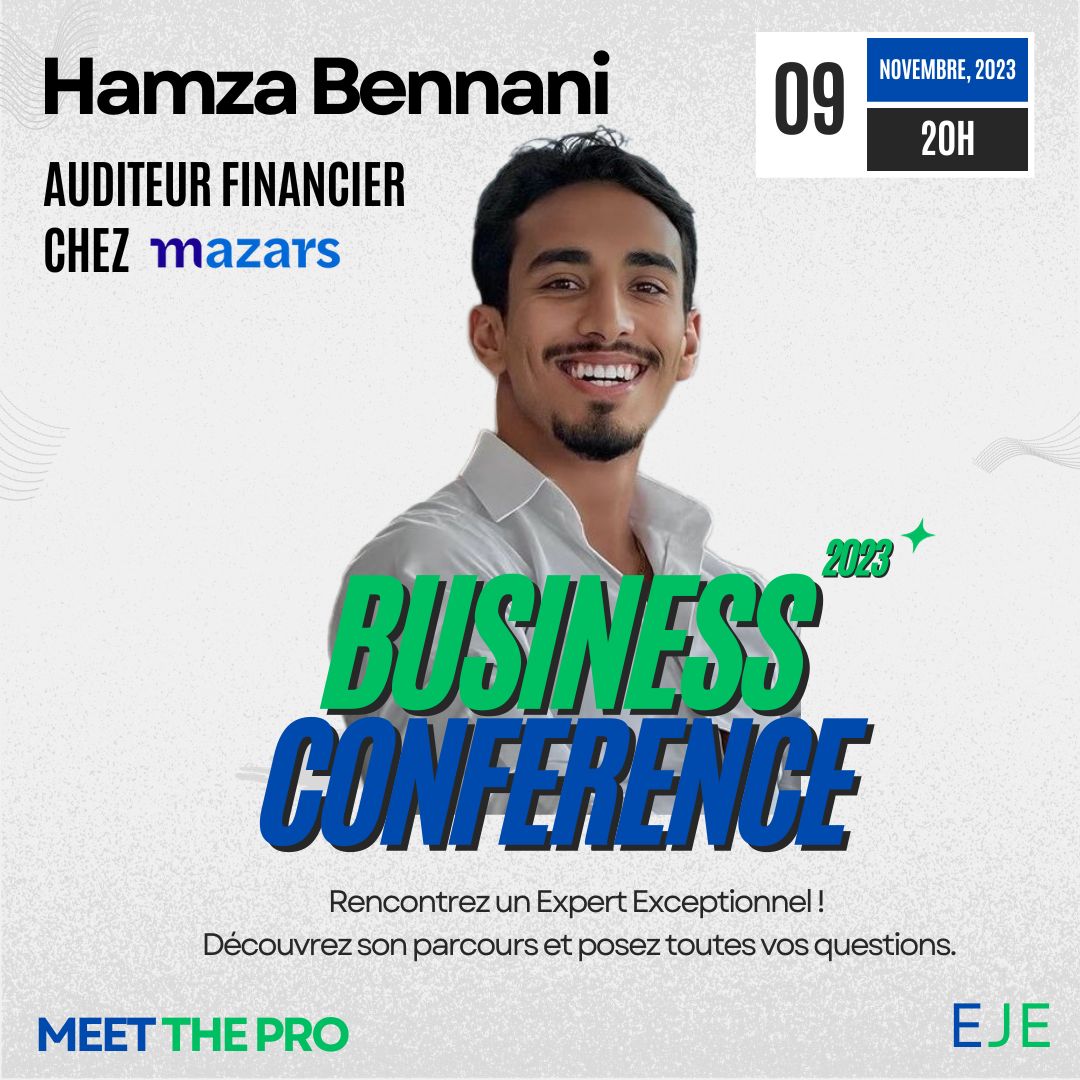 Hamza Bennani
AUDITEUR FINANCIER
CHEZ mazars
09
NOVEMBRE, 2023
20H
2023
BUSINESS
CONFERENCE
Rencontrez un Expert Exceptionnel !
Découvrez son parcours et posez toutes vos questions.
MEET THE PRO
EJE